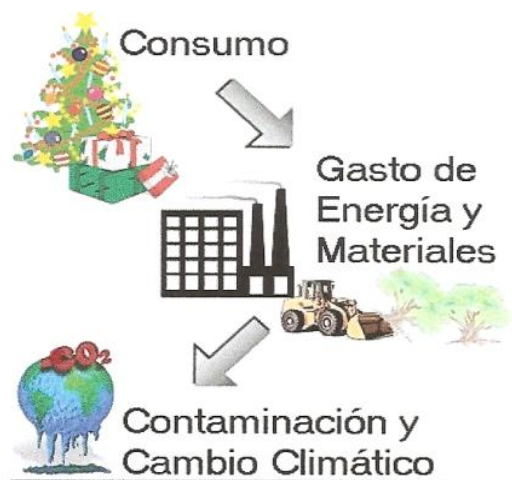 Consumo
Gasto de
Energía y
Materiales
CO2
Contaminación y
Cambio Climático